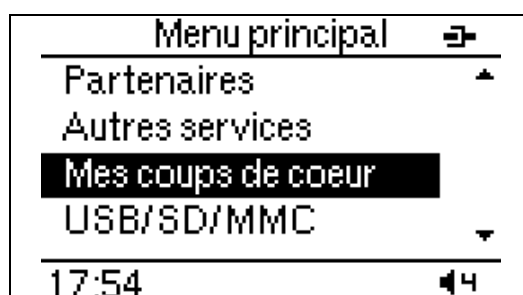 Menu principal
Partenaires
Autres services
Mes coups de coeur
USB/SD/MMC
17:54 4